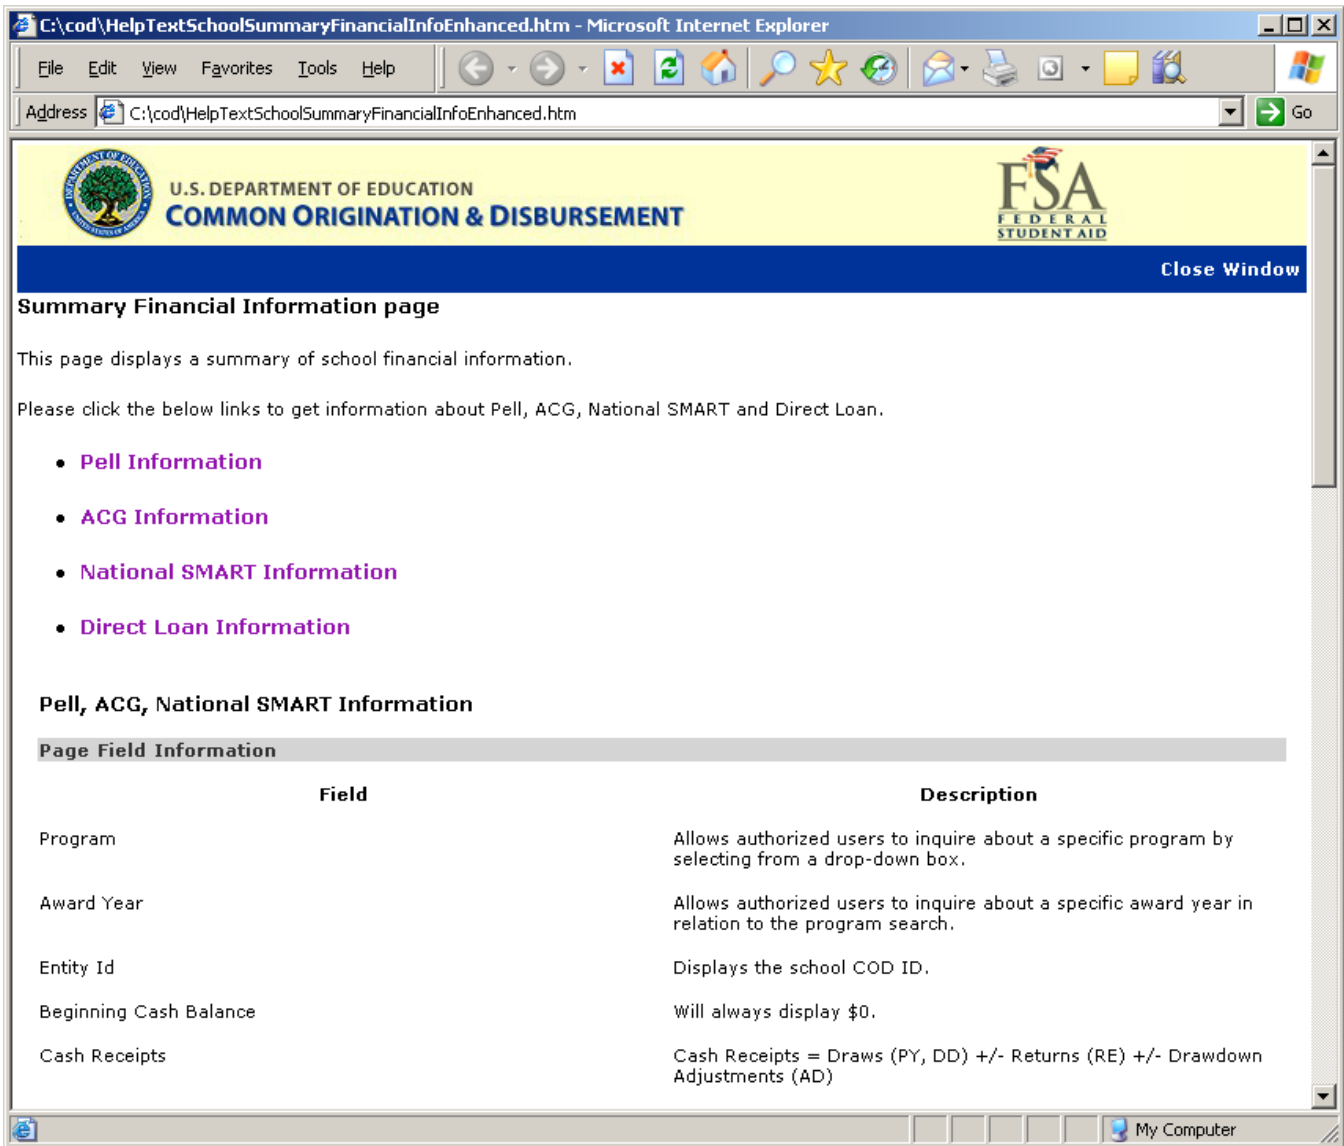 C:\cod\HelpTextSchoolSummaryFinancialInfoEnhanced.htm - Microsoft Internet Explorer
File Edit View Favorites Tools Help
Address C:\cod\HelpTextSchoolSummaryFinancialInfoEnhanced.htm Go
U.S. DEPARTMENT OF EDUCATION
COMMON ORIGINATION & DISBURSEMENT
FSA
FEDERAL
STUDENT AID
Close Window
Summary Financial Information page
This page displays a summary of school financial information.
Please click the below links to get information about Pell, ACG, National SMART and Direct Loan.
• Pell Information
• ACG Information
• National SMART Information
• Direct Loan Information
Pell, ACG, National SMART Information
Page Field Information
Field Description
Program Allows authorized users to inquire about a specific program by
selecting from a drop-down box.
Award Year Allows authorized users to inquire about a specific award year in
relation to the program search.
Entity Id Displays the school COD ID.
Beginning Cash Balance Will always display $0.
Cash Receipts Cash Receipts = Draws (PY, DD) +/- Returns (RE) +/- Drawdown
Adjustments (AD)
My Computer